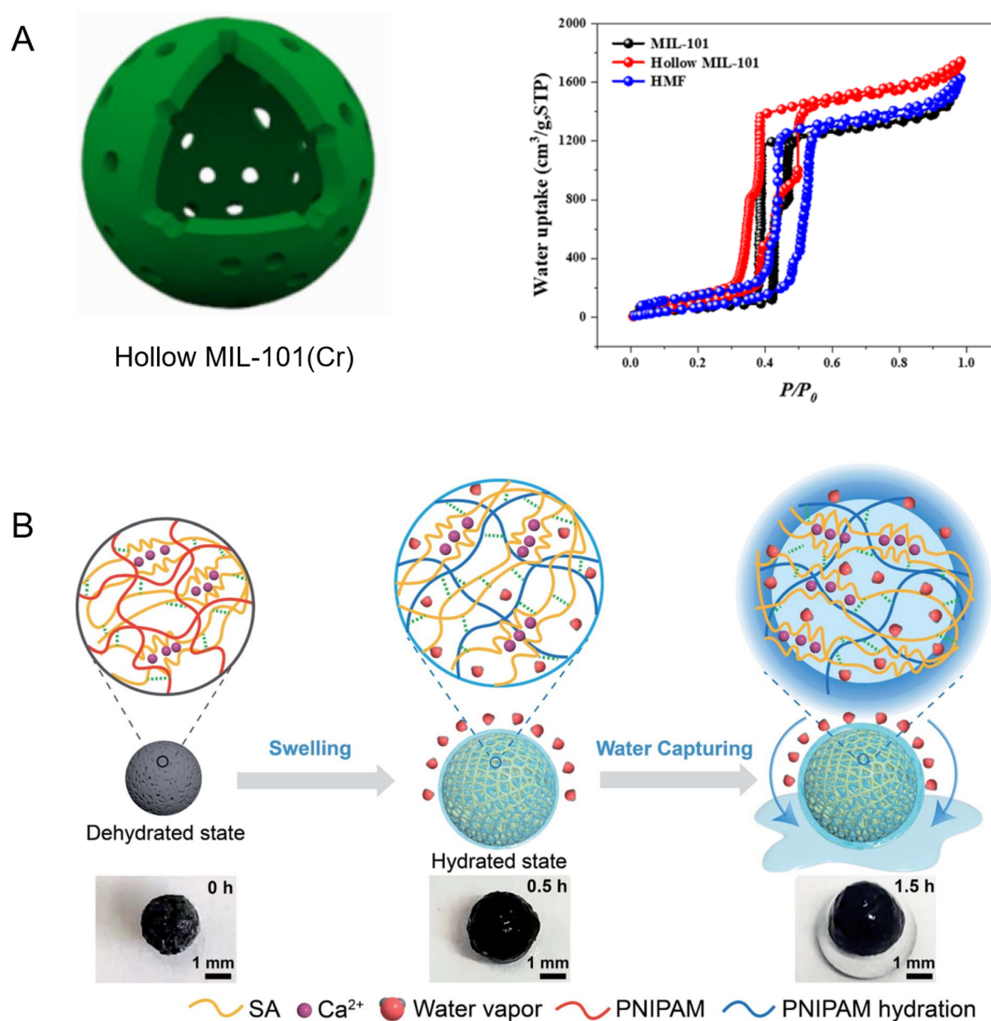 A
Hollow MIL-101(Cr)
Water uptake (cm³/g,STP)
2000
1600
1200
800
400
0
MIL-101
Hollow MIL-101
HMF
0.0 0.2 0.4 0.6 0.8 1.0
P/P₀
B
Swelling
Water Capturing
Dehydrated state
Hydrated state
0 h
1 mm
0.5 h
1 mm
1.5 h
1 mm
SA Ca²⁺ Water vapor PNIPAM PNIPAM hydration